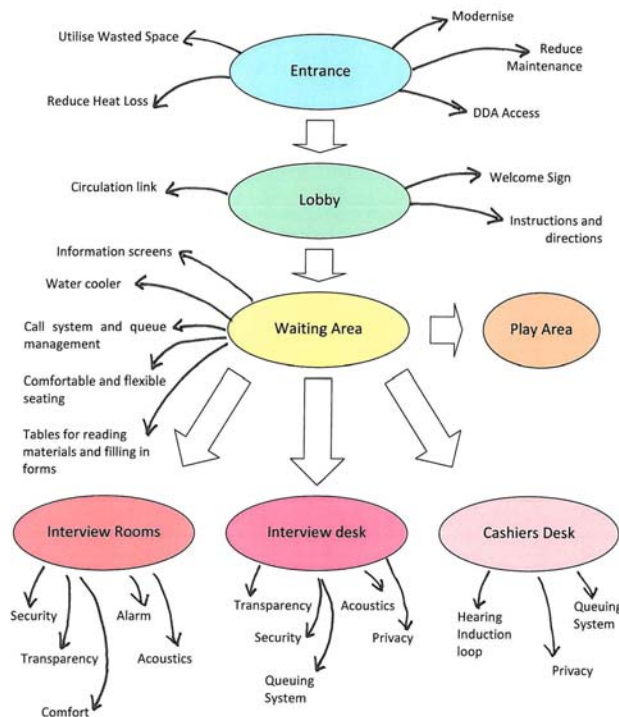 Modernise
Utilise Wasted Space
Entrance
Reduce
Maintenance
Reduce Heat Loss
DDA Access
Welcome Sign
Circulation link
Lobby
Instructions and
directions
Information screens
Water cooler
Call system and queue
management
Waiting Area
Play Area
Comfortable and flexible
seating
Tables for reading
materials and filling in
forms
Interview Rooms
Interview desk
Cashiers Desk
Security
Alarm
Transparency
Acoustics
Comfort
Transparency
Acoustics
Security
Privacy
Queuing
System
Hearing
Induction
loop
Queuing
System
Privacy